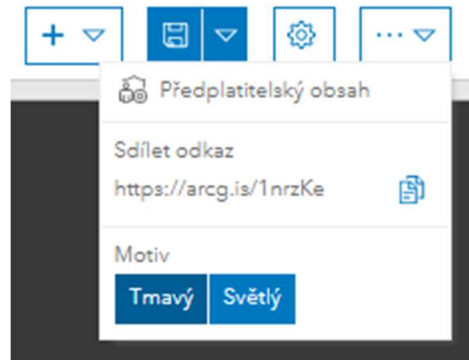 Předplatitelský obsah
Sdílet odkaz
https://arcg.is/1nrzKe
Motiv
Tmavý Světlý